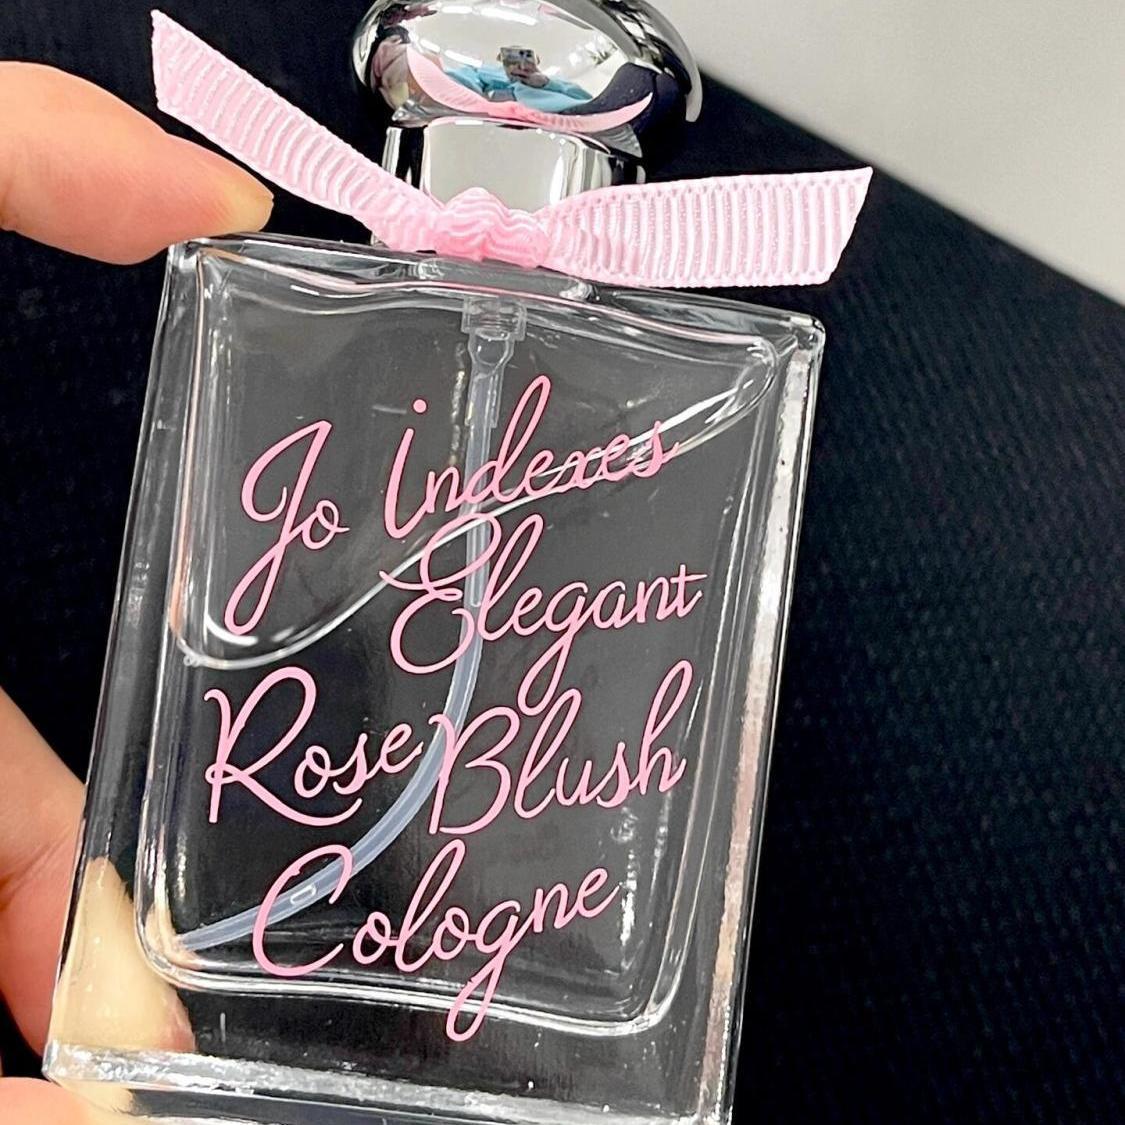 Jo indexes
Elegant
Rose Blush
Cologne